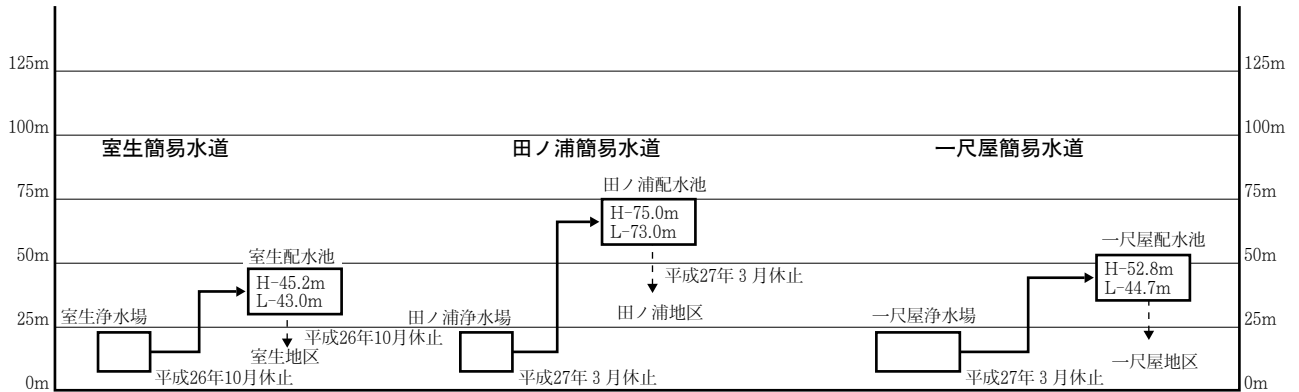 125m
100m
75m
50m
25m
0m
室生簡易水道
室生配水池
H-45.2m
L-43.0m
室生浄水場
平成26年10月休止
室生地区
平成26年10月休止
田ノ浦簡易水道
田ノ浦配水池
H-75.0m
L-73.0m
平成27年3月休止
田ノ浦地区
田ノ浦浄水場
平成27年3月休止
一尺屋簡易水道
一尺屋配水池
H-52.8m
L-44.7m
一尺屋浄水場
一尺屋地区
平成27年3月休止
125m
100m
75m
50m
25m
0m